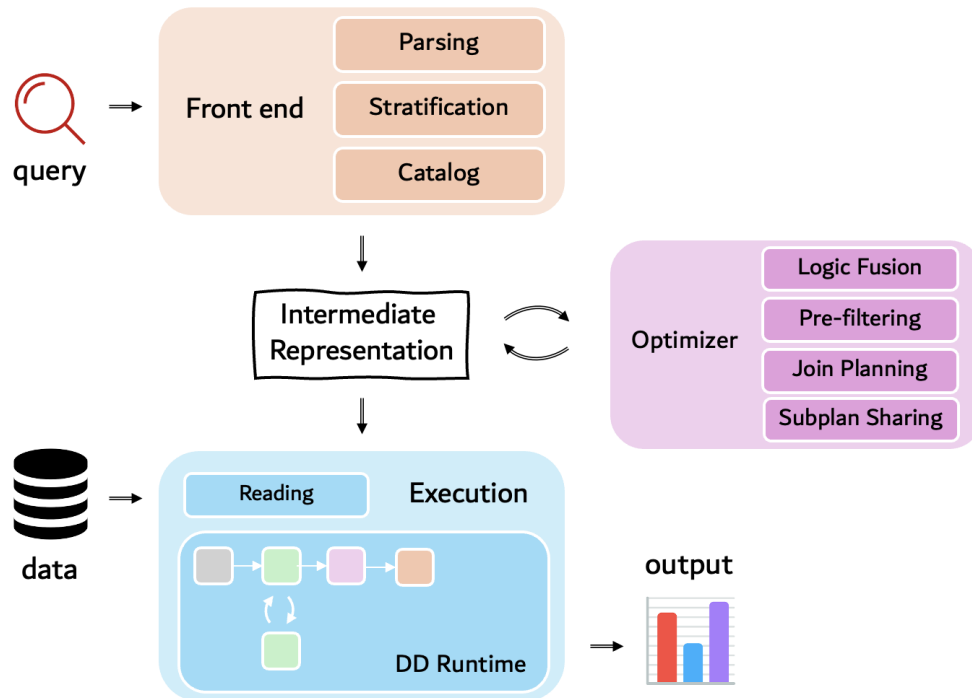 Parsing
Front end
Stratification
Catalog
query
Intermediate
Representation
Optimizer
Logic Fusion
Pre-filtering
Join Planning
Subplan Sharing
data
Reading
Execution
DD Runtime
output